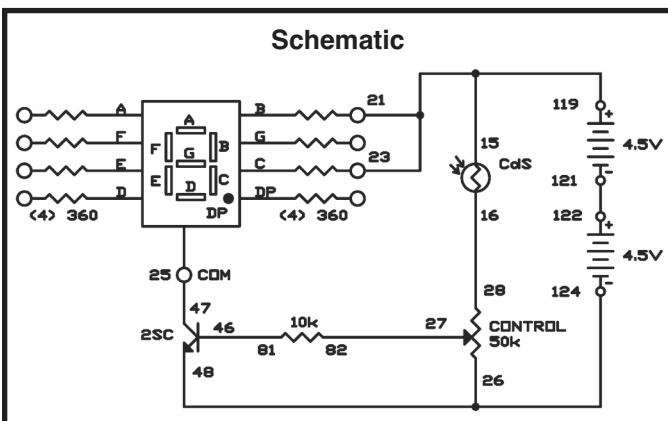 Schematic
A B 21
A
F F B G
G
E E C C 23
D D DP
(4) 360 DP (4) 360
15
CdS
16
119 +
4.5V
121 -
122 +
4.5V
124 -
25 COM
47
2SC 46 10k 27
81 82
48
28
CONTROL
50k
26